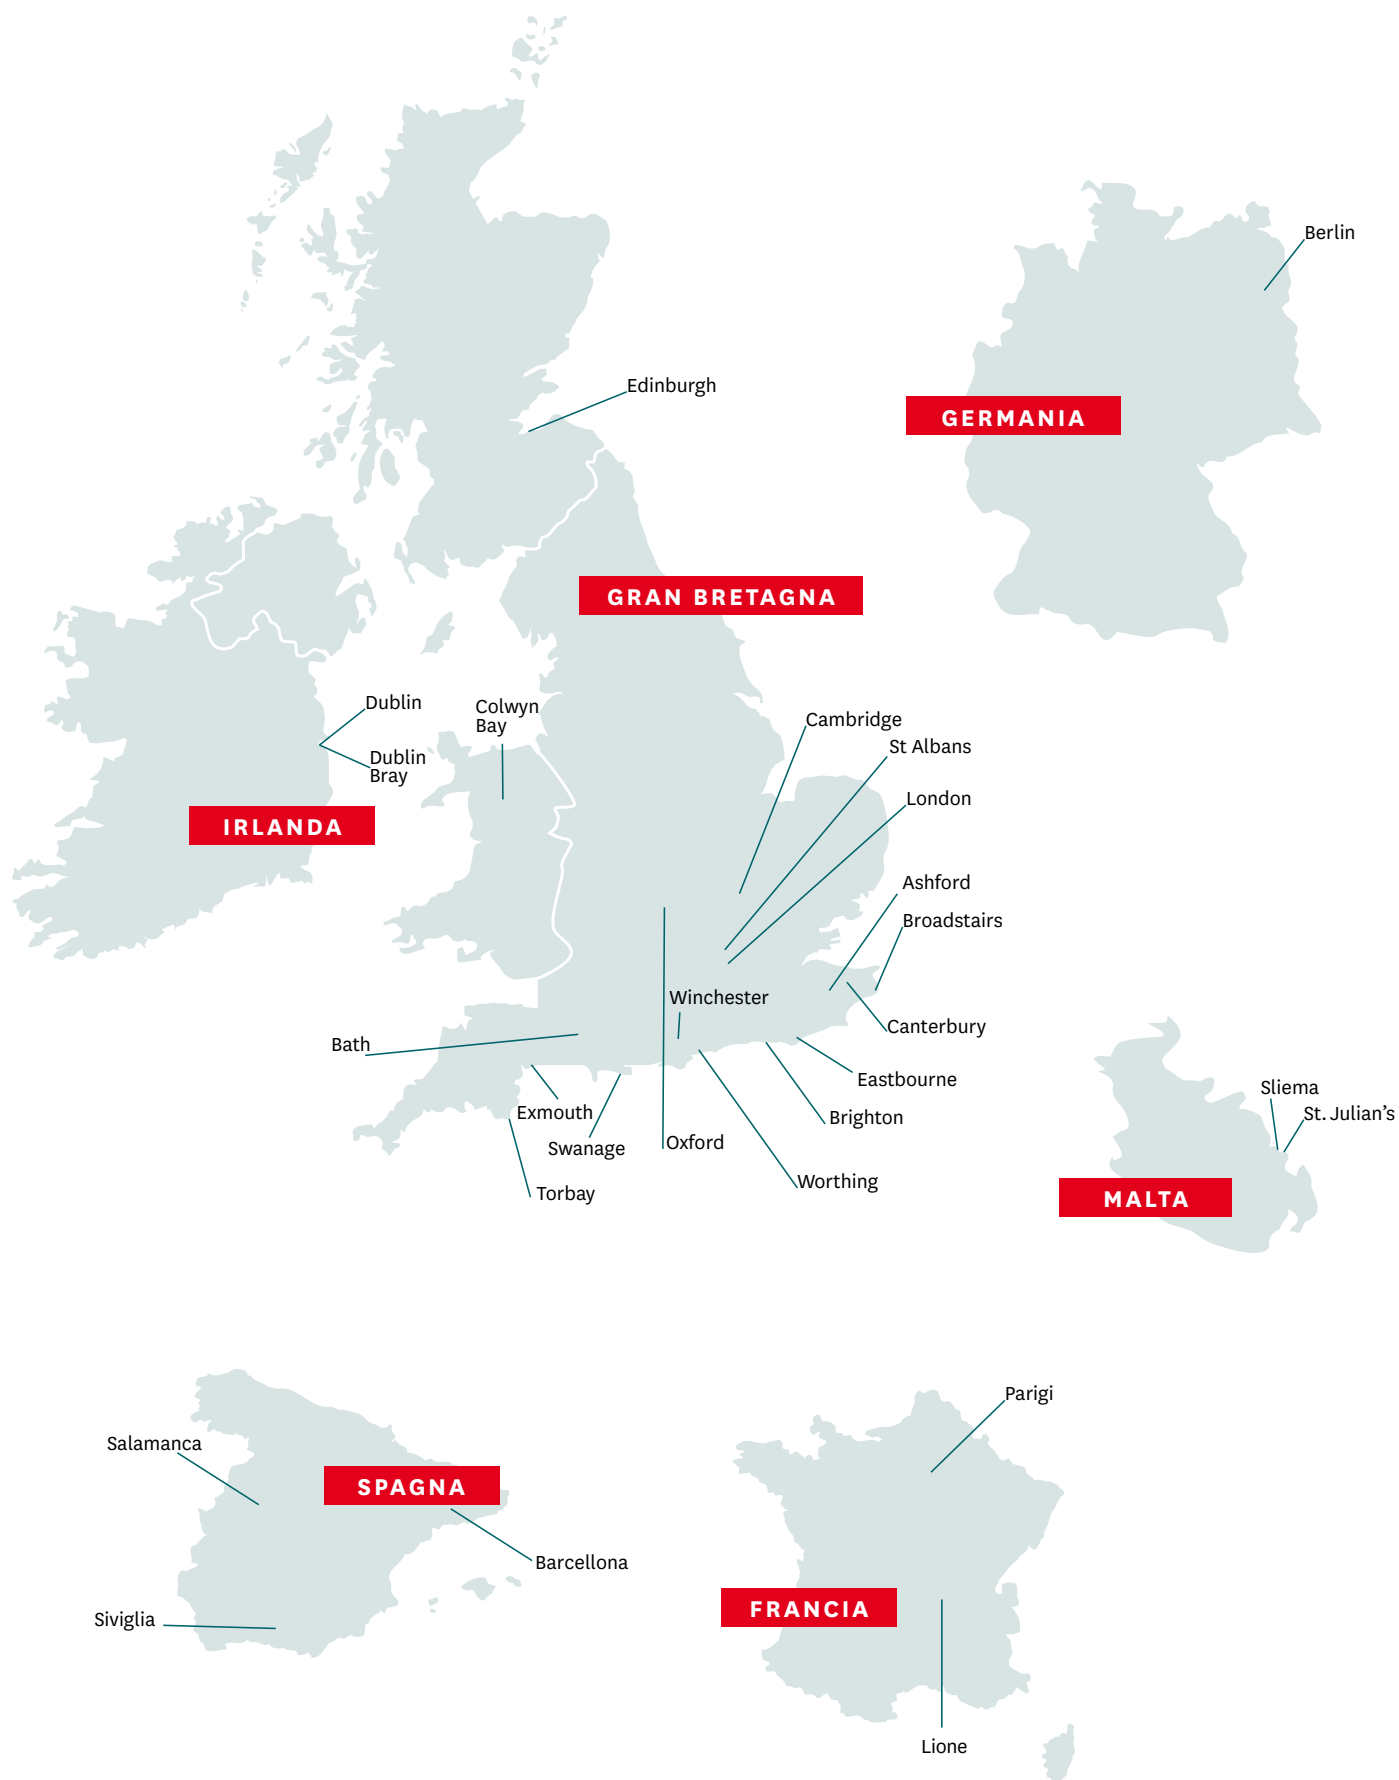 Berlin
Edinburgh
GERMANIA
GRAN BRETAGNA
Dublin
Colwyn
Bay
Dublin
Bray
Cambridge
St Albans
London
IRLANDA
Ashford
Broadstairs
Winchester
Canterbury
Bath
Eastbourne
Exmouth
Brighton
Swanage
Oxford
Worthing
Torbay
Sliema
St. Julian’s
MALTA
Parigi
Salamanca
SPAGNA
Barcellona
Siviglia
FRANCIA
Lione